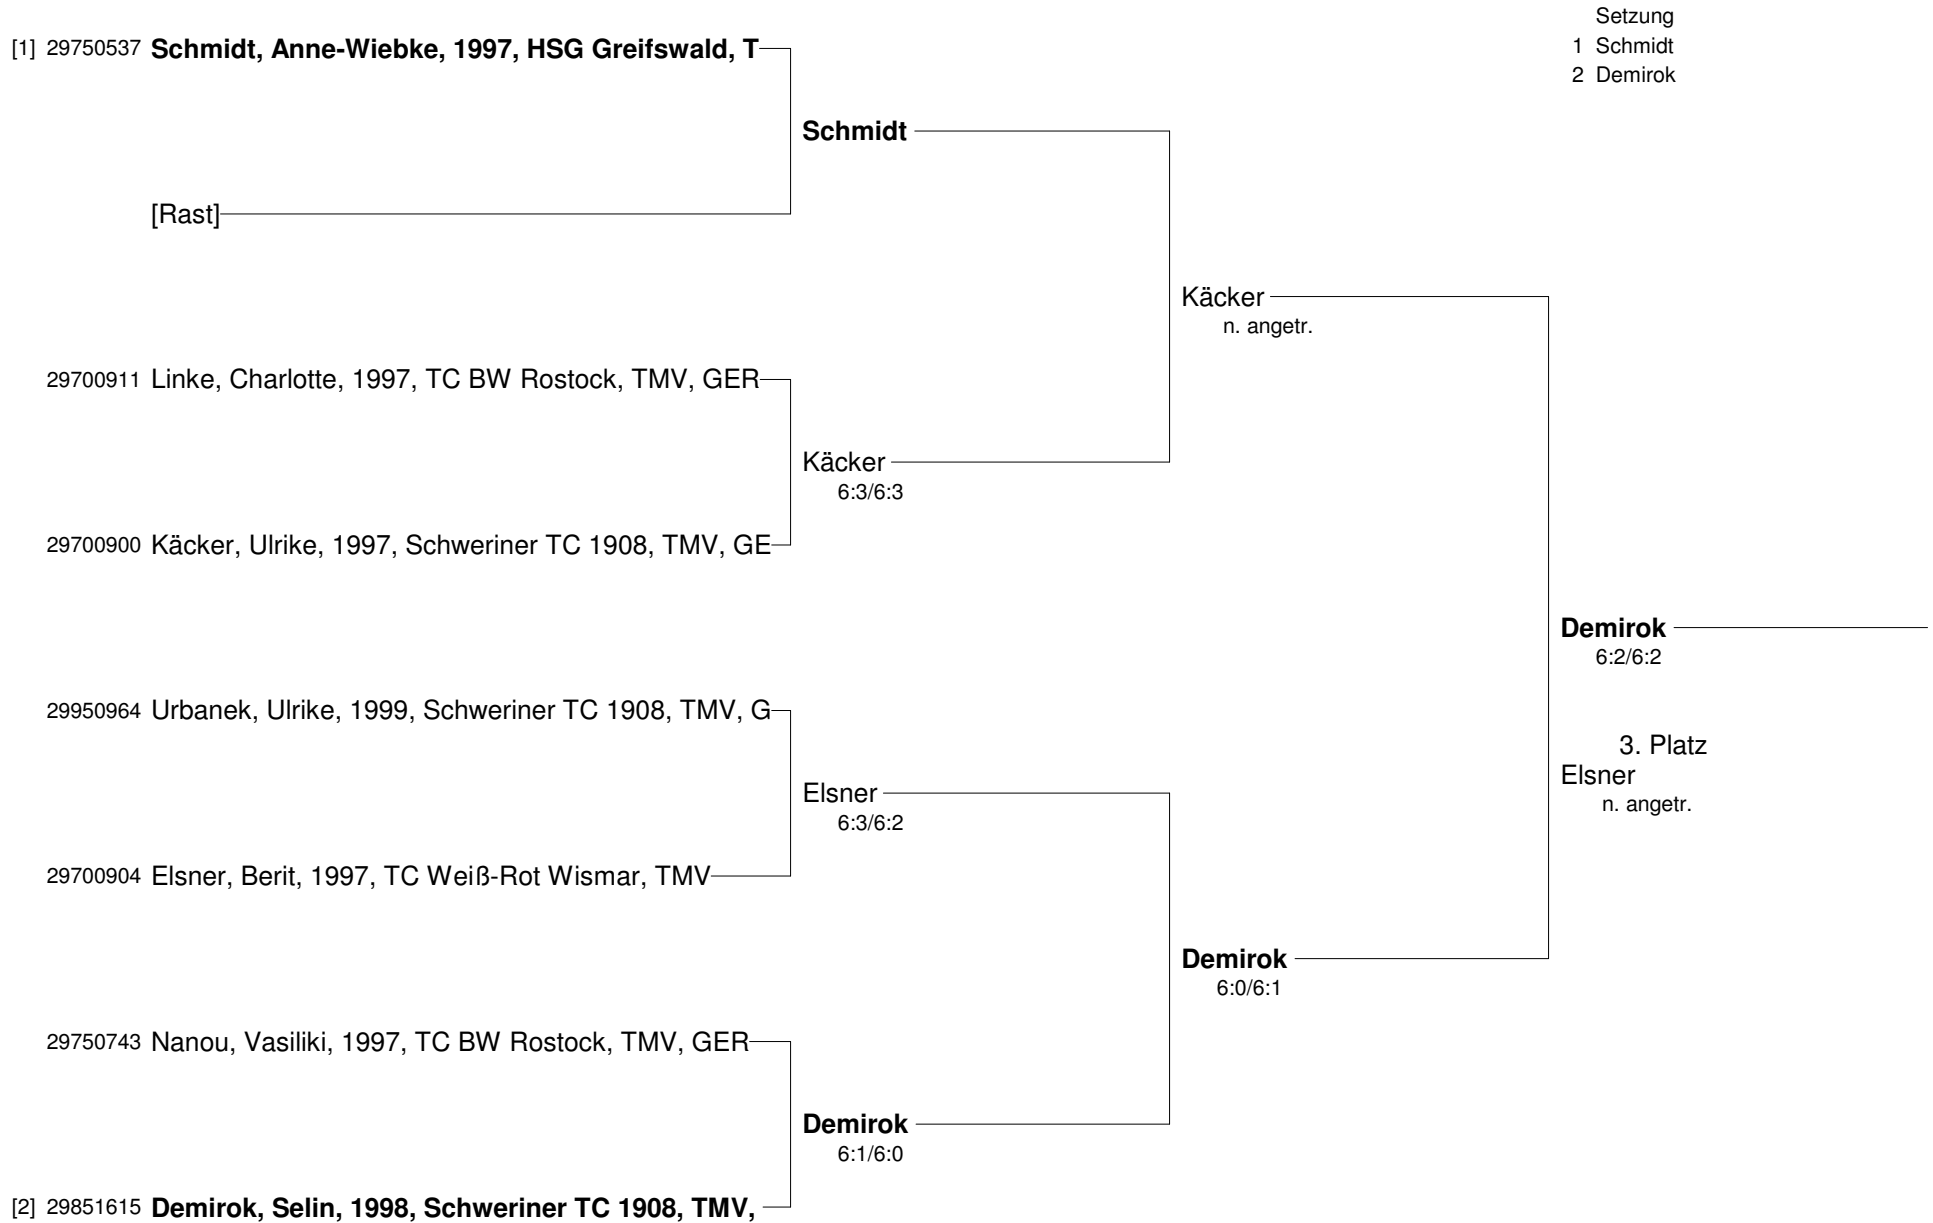 Setzung
1 Schmidt
2 Demirok
[1] 29750537 Schmidt, Anne-Wiebke, 1997, HSG Greifswald, T
Schmidt
[Rast]
Käcker
n. angetr.
29700911 Linke, Charlotte, 1997, TC BW Rostock, TMV, GER
Käcker
6:3/6:3
29700900 Käcker, Ulrike, 1997, Schweriner TC 1908, TMV, GE
Demirok
6:2/6:2
29950964 Urbanek, Ulrike, 1999, Schweriner TC 1908, TMV, G
3. Platz
Elsner
n. angetr.
Elsner
6:3/6:2
29700904 Elsner, Berit, 1997, TC Weiß-Rot Wismar, TMV
Demirok
6:0/6:1
29750743 Nanou, Vasiliki, 1997, TC BW Rostock, TMV, GER
Demirok
6:1/6:0
[2] 29851615 Demirok, Selin, 1998, Schweriner TC 1908, TMV,